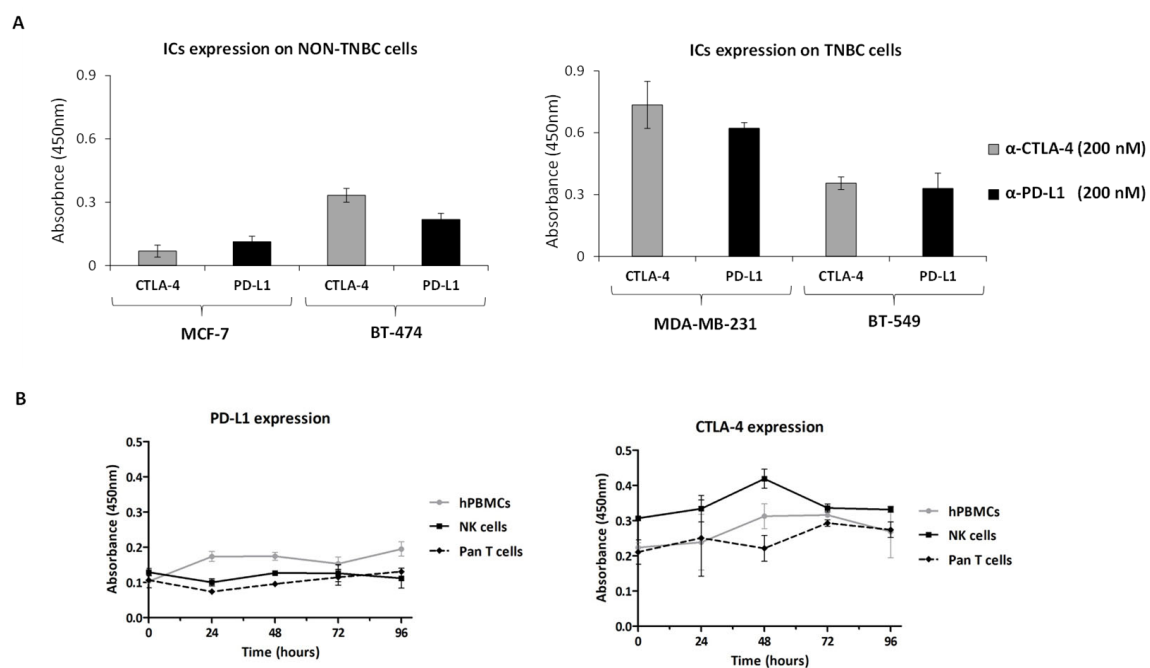 A
ICs expression on NON-TNBC cells
Absorbnce (450nm)
0.9
0.6
0.3
0
CTLA-4 PD-L1 CTLA-4 PD-L1
MCF-7 BT-474
ICs expression on TNBC cells
Absorbance (450nm)
0.9
0.6
0.3
0
CTLA-4 PD-L1 CTLA-4 PD-L1
MDA-MB-231 BT-549
α-CTLA-4 (200 nM)
α-PD-L1 (200 nM)
B
PD-L1 expression
Absorbance (450nm)
0.5
0.4
0.3
0.2
0.1
0.0
0 24 48 72 96
Time (hours)
hPBMCs
NK cells
Pan T cells
CTLA-4 expression
Absorbance (450nm)
0.5
0.4
0.3
0.2
0.1
0.0
0 24 48 72 96
Time (hours)
hPBMCs
NK cells
Pan T cells